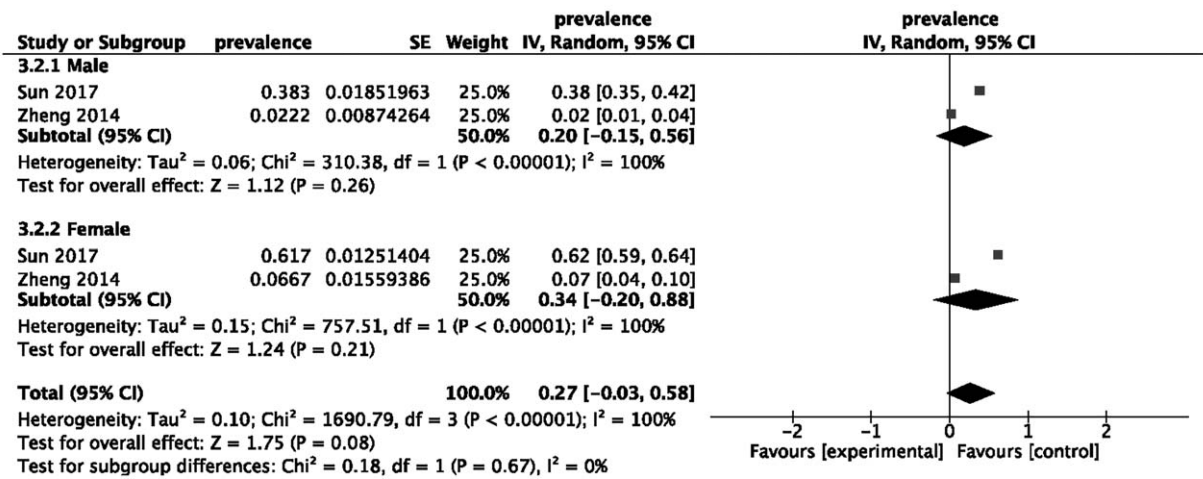 prevalence prevalence
Study or Subgroup prevalence SE Weight IV, Random, 95% CI IV, Random, 95% CI
3.2.1 Male
Sun 2017 0.383 0.01851963 25.0% 0.38 [0.35, 0.42]
Zheng 2014 0.0222 0.00874264 25.0% 0.02 [0.01, 0.04]
Subtotal (95% CI) 50.0% 0.20 [−0.15, 0.56]
Heterogeneity: Tau² = 0.06; Chi² = 310.38, df = 1 (P < 0.00001); I² = 100%
Test for overall effect: Z = 1.12 (P = 0.26)
3.2.2 Female
Sun 2017 0.617 0.01251404 25.0% 0.62 [0.59, 0.64]
Zheng 2014 0.0667 0.01559386 25.0% 0.07 [0.04, 0.10]
Subtotal (95% CI) 50.0% 0.34 [−0.20, 0.88]
Heterogeneity: Tau² = 0.15; Chi² = 757.51, df = 1 (P < 0.00001); I² = 100%
Test for overall effect: Z = 1.24 (P = 0.21)
Total (95% CI) 100.0% 0.27 [−0.03, 0.58]
Heterogeneity: Tau² = 0.10; Chi² = 1690.79, df = 3 (P < 0.00001); I² = 100%
Test for overall effect: Z = 1.75 (P = 0.08)
Test for subgroup differences: Chi² = 0.18, df = 1 (P = 0.67), I² = 0%
−2 −1 0 1 2
Favours [experimental] Favours [control]